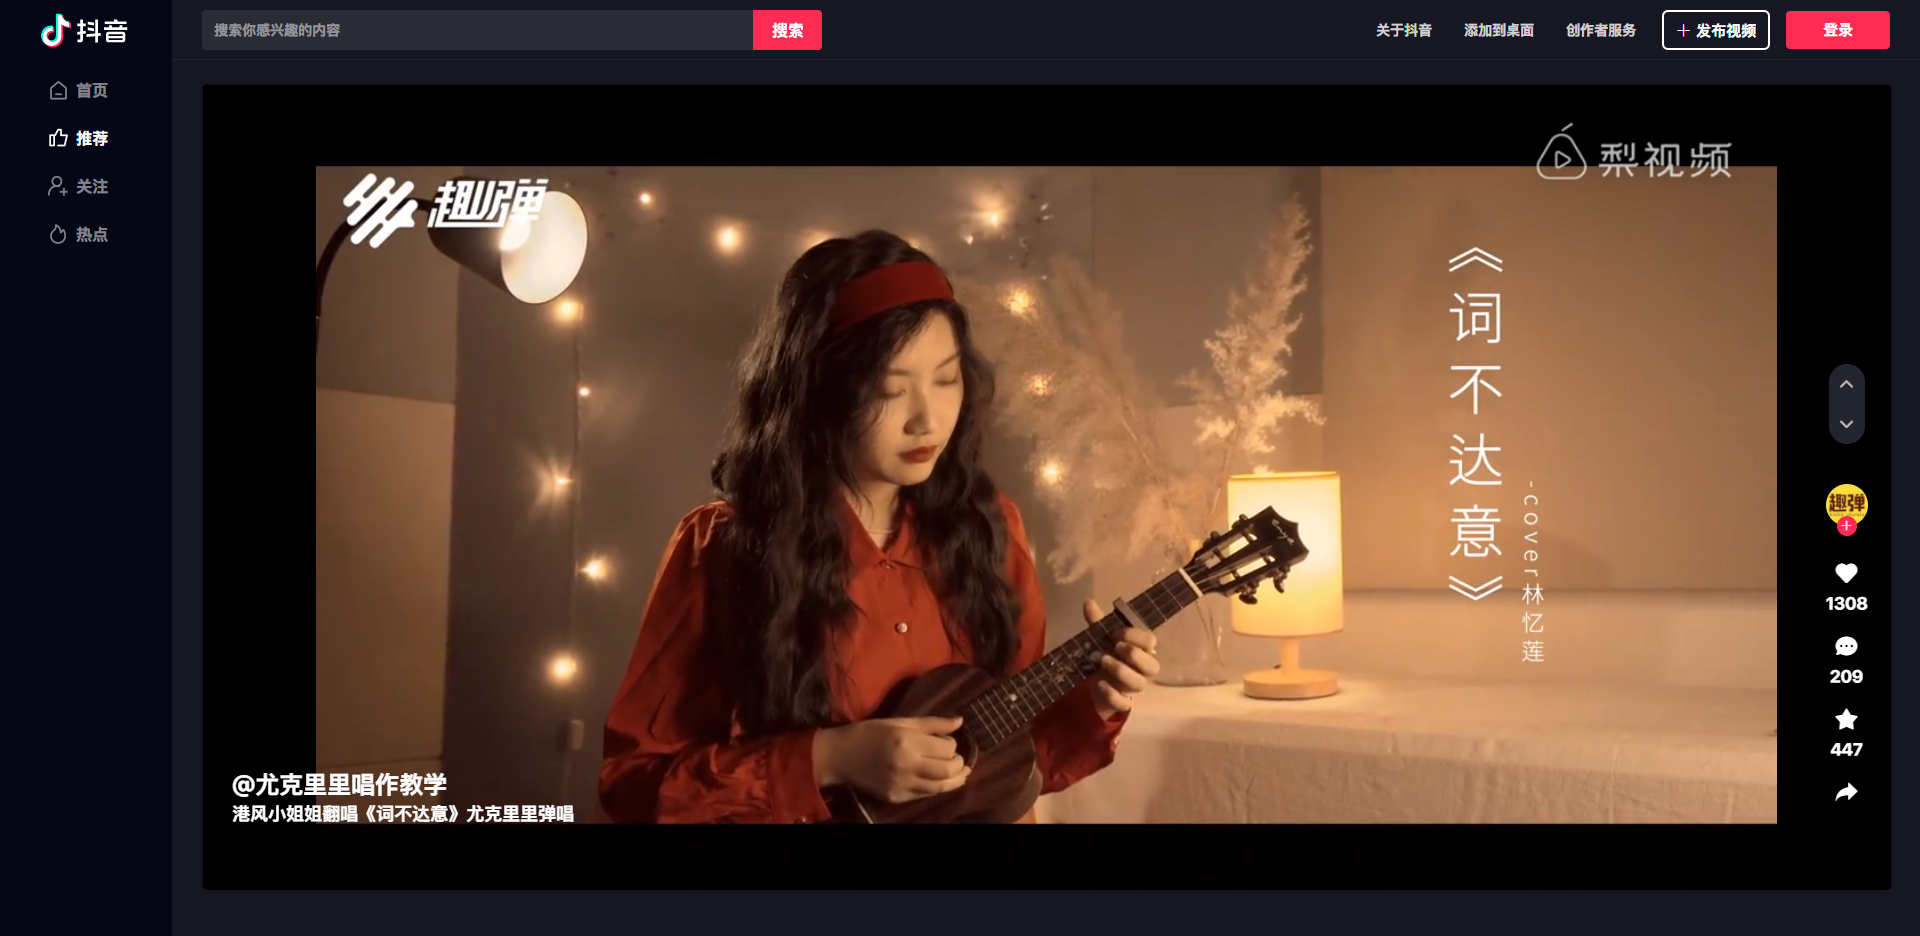 抖音
搜索你感兴趣的内容
搜索
关于抖音
添加到桌面
创作者服务
发布视频
登录
首页
推荐
关注
热点
趣弹
梨视频
《词不达意》
-cover林忆莲
趣弹
1308
209
447
@尤克里里唱作教学
港风小姐姐翻唱《词不达意》尤克里里弹唱